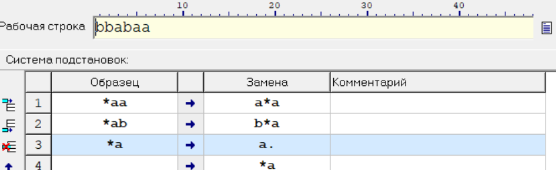 10 20 30 40
Рабочая строка bbabaa
Система подстановок:
Образец Замена Комментарий
1 *aa → a*a
2 *ab → b*a
3 *a → a.
4 → *a